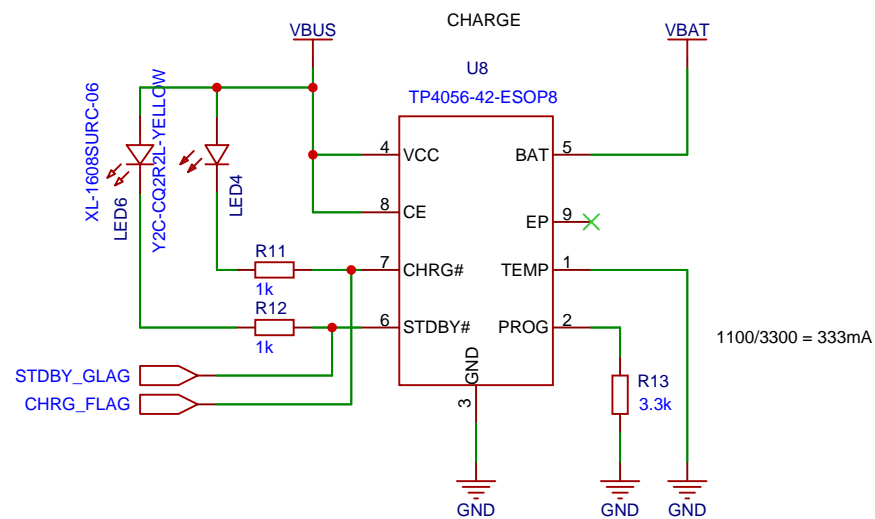 CHARGE
VBUS
VBAT
U8
TP4056-42-ESOP8
XL-1608SURC-06
LED6
Y2C-CQ2R2L-YELLOW
LED4
4
VCC
BAT
5
8
CE
EP
9
R11
1k
7
CHRG#
TEMP
1
R12
1k
6
STDBY#
PROG
2
GND
3
1100/3300 = 333mA
STDBY_GLAG
CHRG_FLAG
R13
3.3k
GND
GND
GND